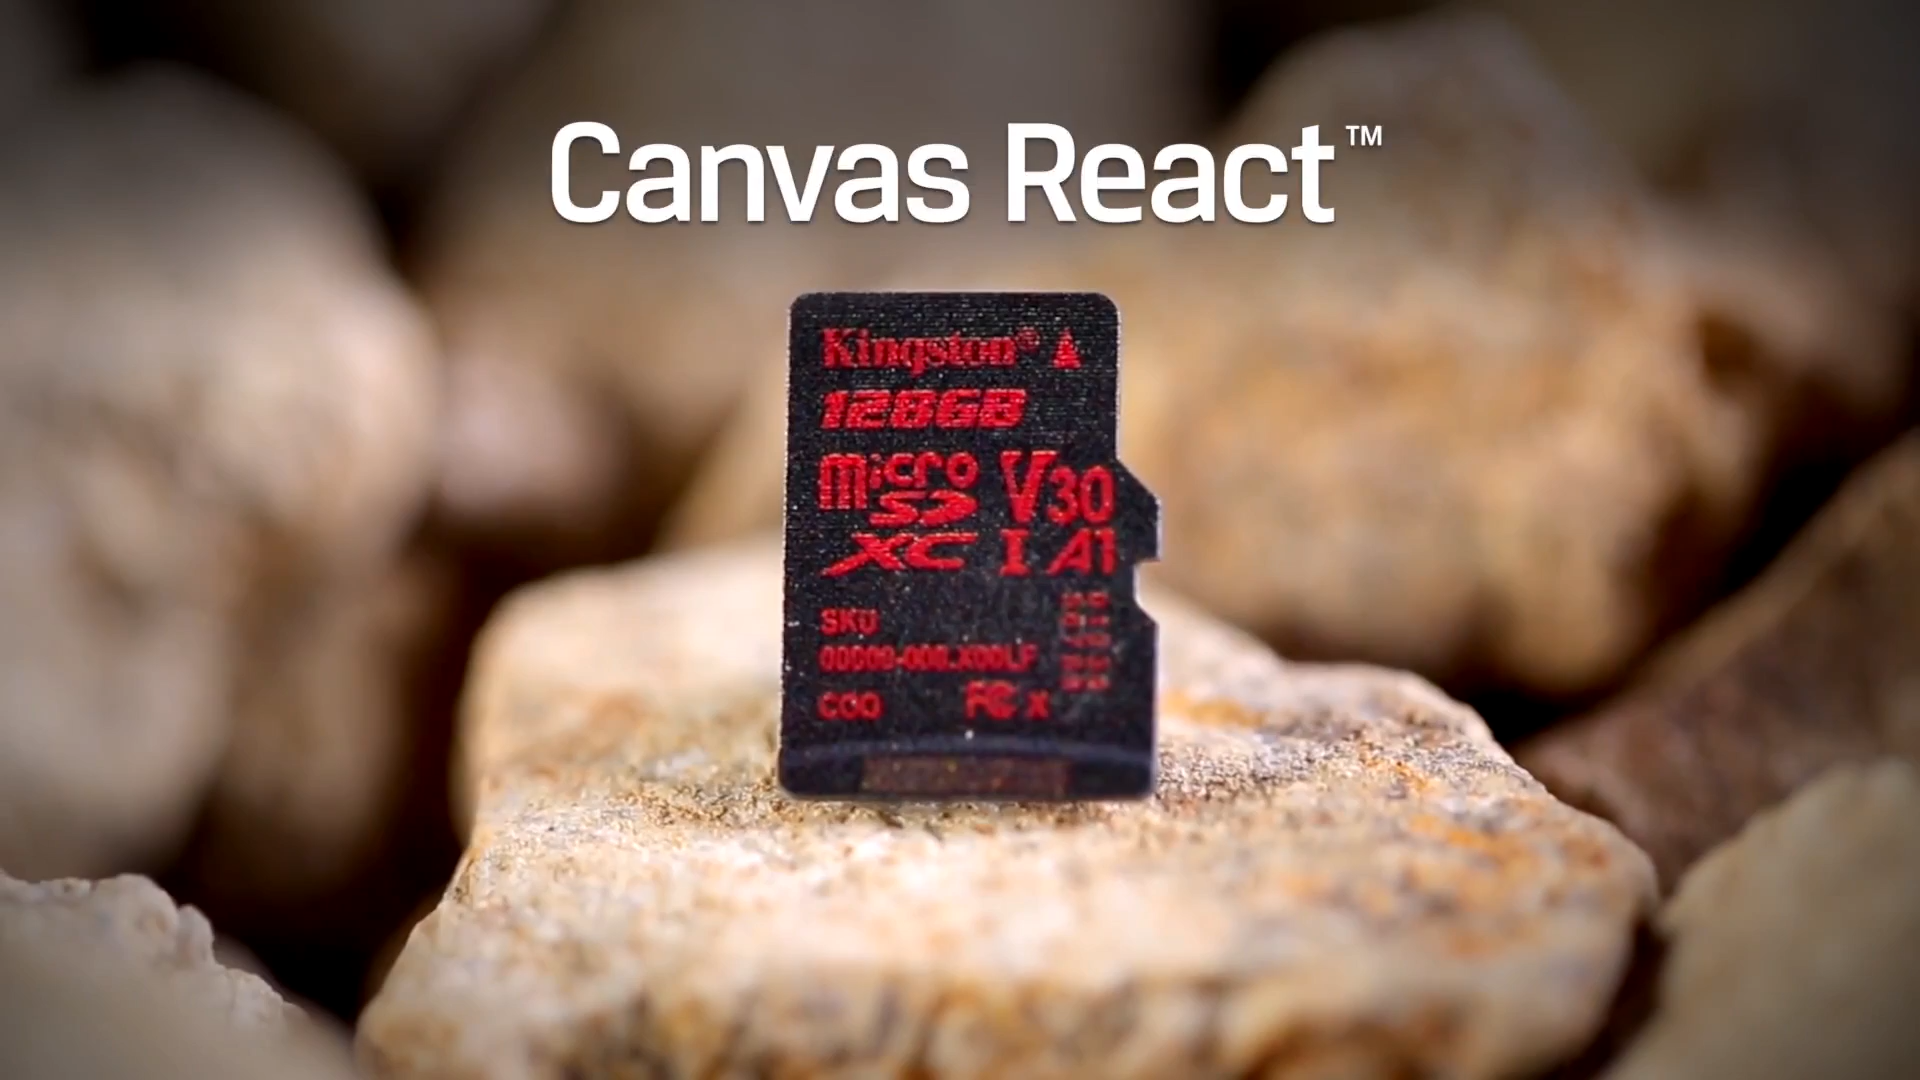 Canvas React™
Kingston®
128GB
micro SD XC
V30
I A1
SKU
00000-000.X00LF
COO
FC X